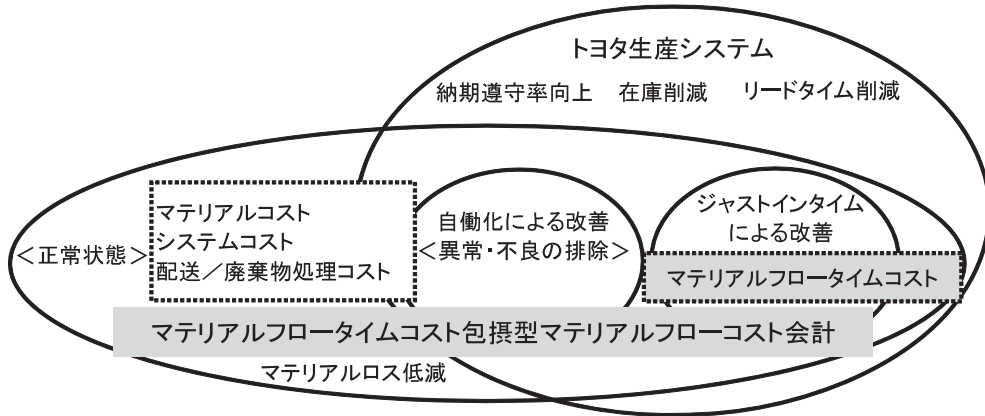 トヨタ生産システム
納期遵守率向上　在庫削減　リードタイム削減
＜正常状態＞
マテリアルコスト
システムコスト
配送／廃棄物処理コスト
自働化による改善
＜異常・不良の排除＞
ジャストインタイム
による改善
マテリアルフロータイムコスト
マテリアルフロータイムコスト包摂型マテリアルフローコスト会計
マテリアルロス低減